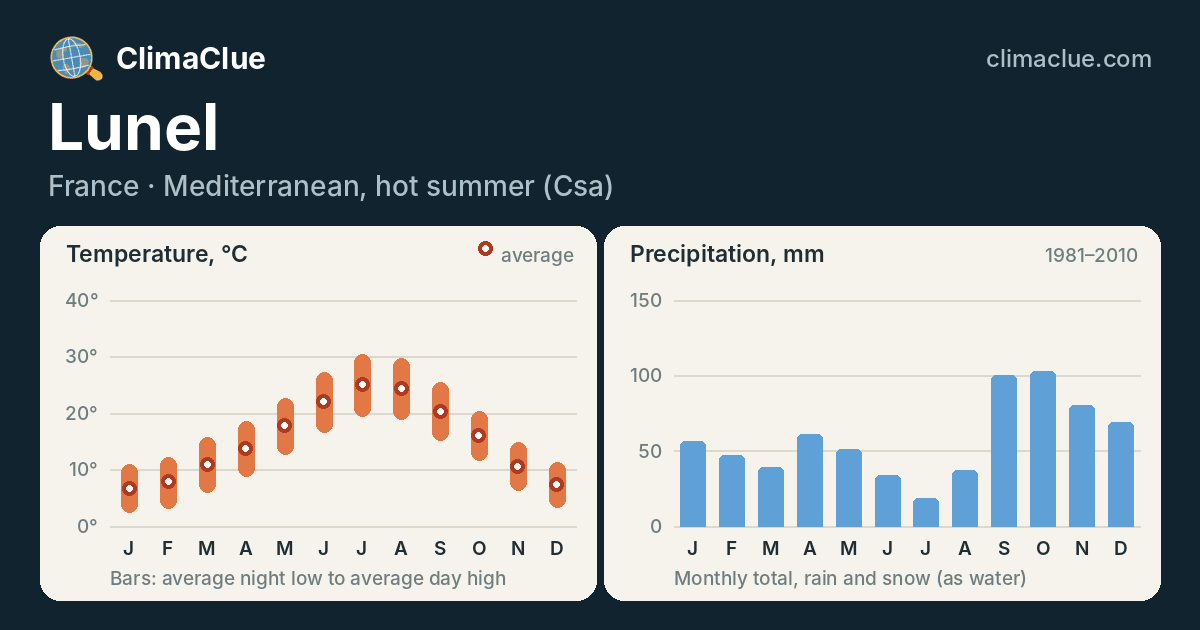 ClimaClue
climaclue.com
Lunel
France · Mediterranean, hot summer (Csa)
Temperature, °C
average
40°
30°
20°
10°
0°
J F M A M J J A S O N D
Bars: average night low to average day high
Precipitation, mm
1981–2010
150
100
50
0
J F M A M J J A S O N D
Monthly total, rain and snow (as water)